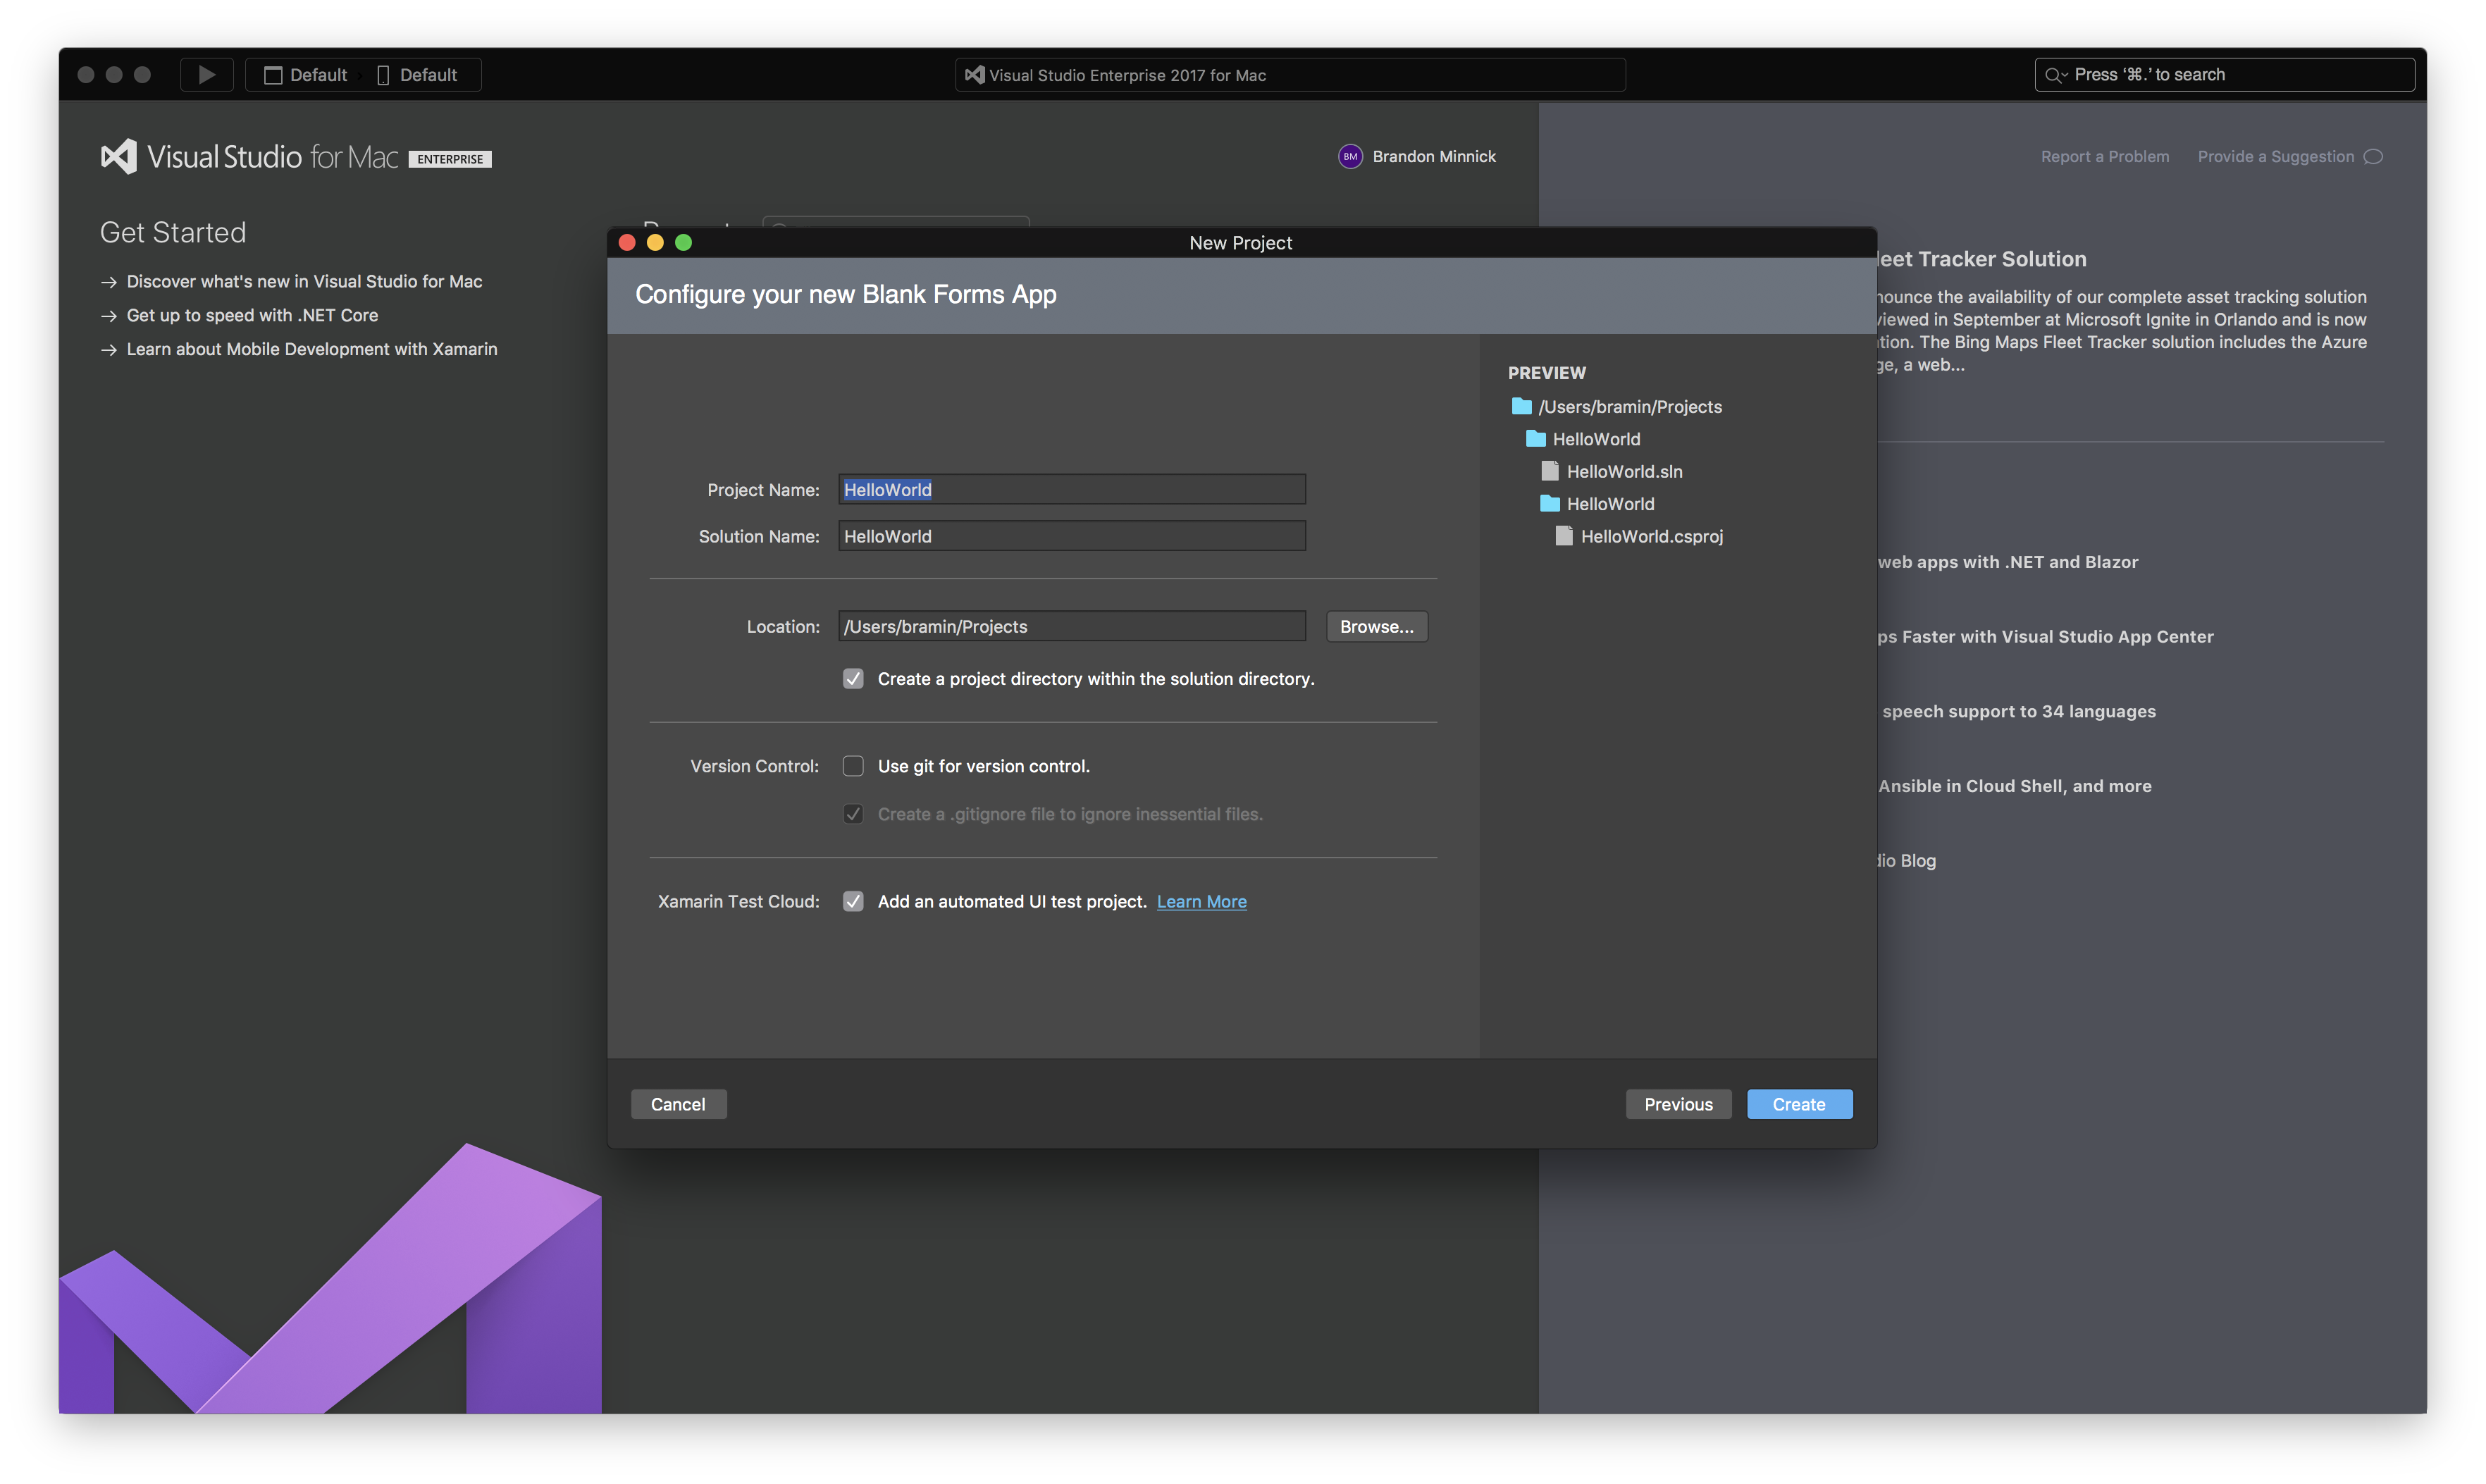 Default Default
Visual Studio Enterprise 2017 for Mac
Press ‘⌘.’ to search
Visual Studio for Mac ENTERPRISE
BM Brandon Minnick
Report a Problem Provide a Suggestion
Get Started
Discover what's new in Visual Studio for Mac
Get up to speed with .NET Core
Learn about Mobile Development with Xamarin
New Project
Configure your new Blank Forms App
Project Name: HelloWorld
Solution Name: HelloWorld
Location: /Users/bramin/Projects Browse...
Create a project directory within the solution directory.
Version Control: Use git for version control.
Create a .gitignore file to ignore inessential files.
Xamarin Test Cloud: Add an automated UI test project. Learn More
PREVIEW
/Users/bramin/Projects
HelloWorld
HelloWorld.sln
HelloWorld
HelloWorld.csproj
Cancel Previous Create
Tracker Solution
the availability of our complete asset tracking solution
in September at Microsoft Ignite in Orlando and is now
The Bing Maps Fleet Tracker solution includes the Azure
a web...
web apps with .NET and Blazor
Faster with Visual Studio App Center
speech support to 34 languages
Ansible in Cloud Shell, and more
Blog